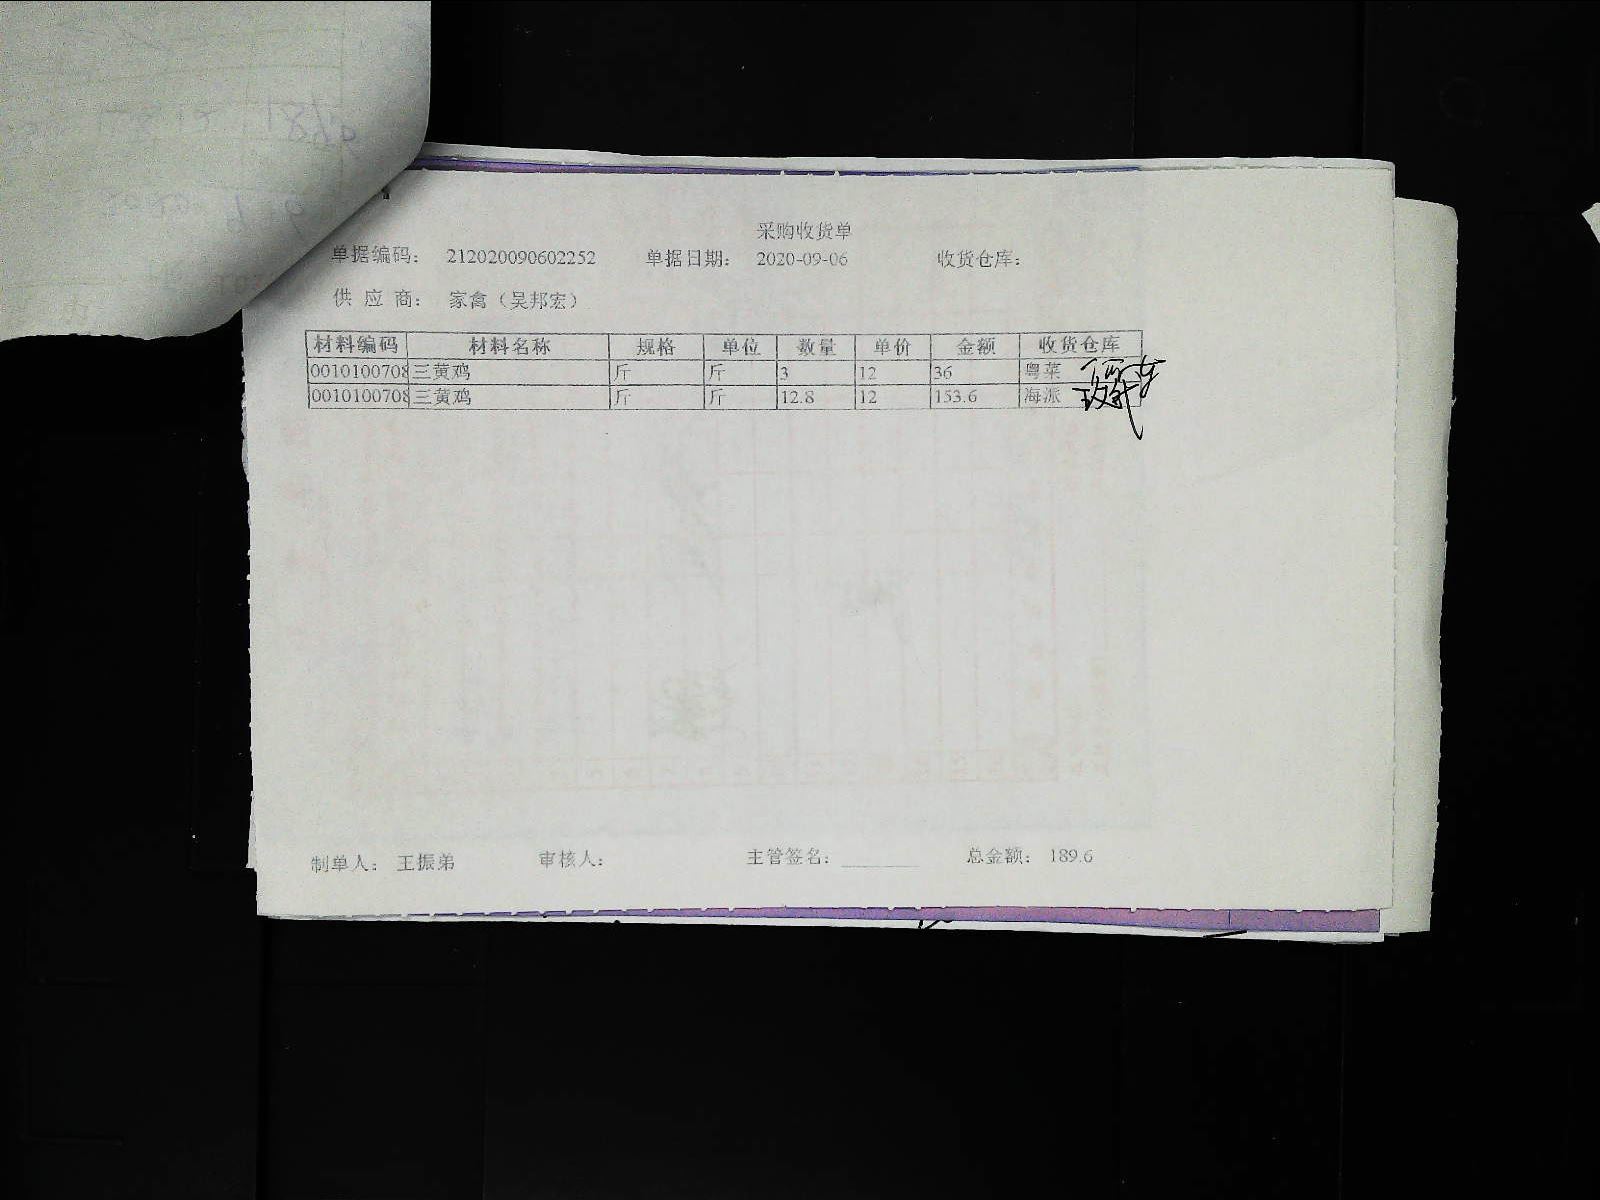 采购收货单
单据编码： 212020090602252 单据日期： 2020-09-06 收货仓库：
供 应 商： 家禽（吴邦宏）
材料编码 材料名称 规格 单位 数量 单价 金额 收货仓库
0010100708 三黄鸡 斤 斤 3 12 36 粤菜
0010100708 三黄鸡 斤 斤 12.8 12 153.6 海派
制单人： 王振弟 审核人： 主管签名： 总金额： 189.6